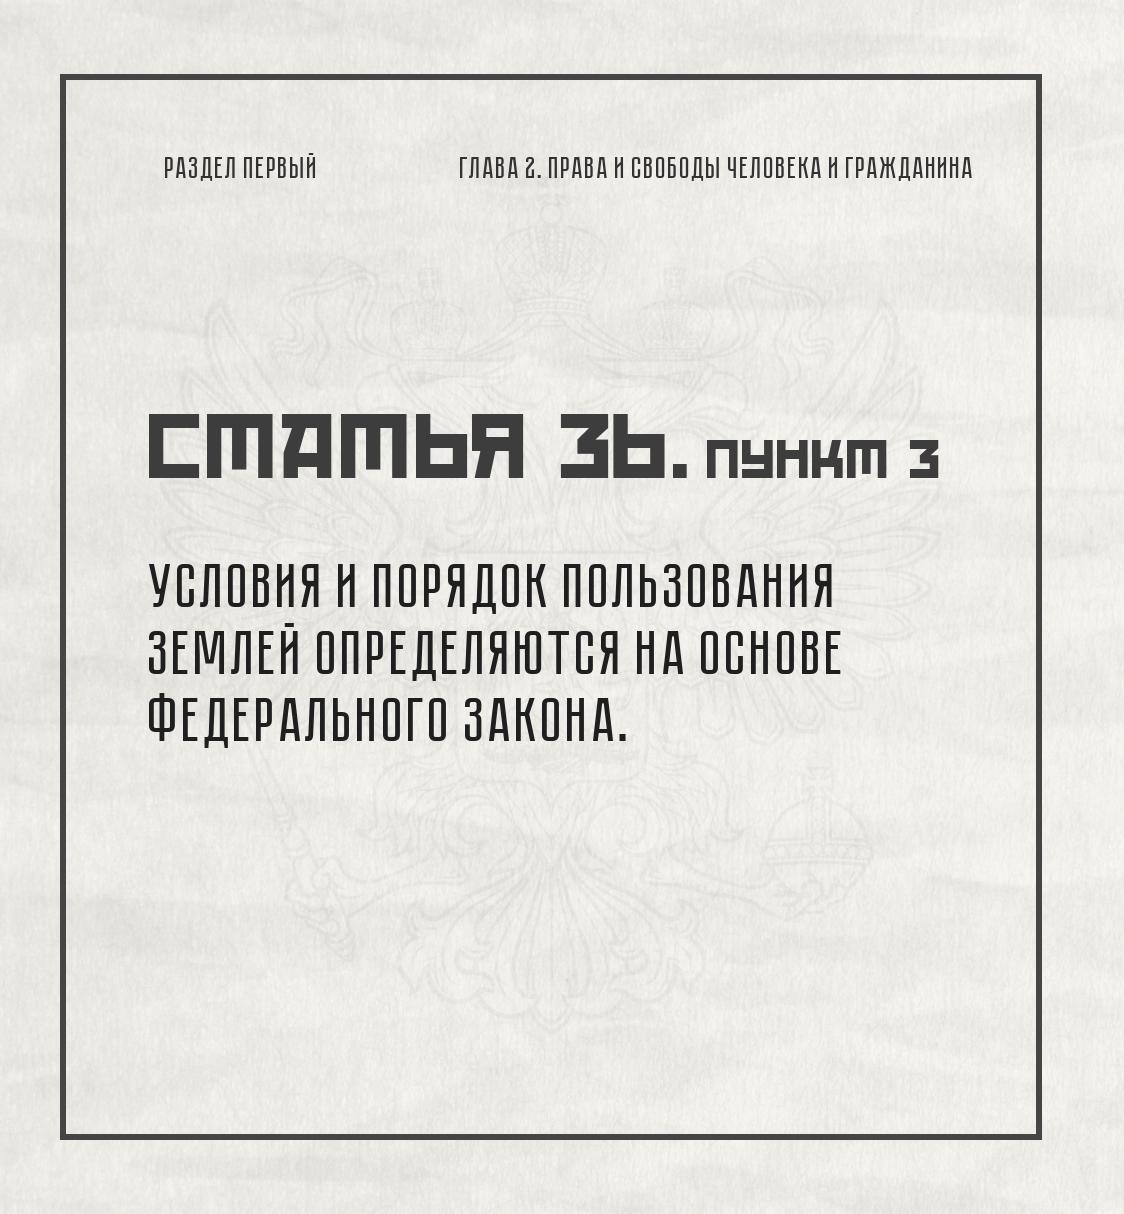 РАЗДЕЛ ПЕРВЫЙ
ГЛАВА 2. ПРАВА И СВОБОДЫ ЧЕЛОВЕКА И ГРАЖДАНИНА
СТАТЬЯ 36. ПУНКТ 3
УСЛОВИЯ И ПОРЯДОК ПОЛЬЗОВАНИЯ
ЗЕМЛЕЙ ОПРЕДЕЛЯЮТСЯ НА ОСНОВЕ
ФЕДЕРАЛЬНОГО ЗАКОНА.